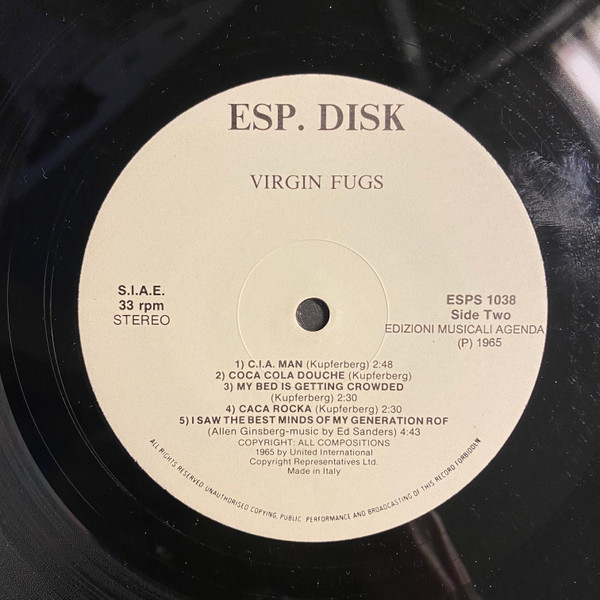 ESP. DISK
VIRGIN FUGS
S.I.A.E.
33 rpm
STEREO
ESPS 1038
Side Two
EDIZIONI MUSICALI AGENDA
(P) 1965
1) C.I.A. MAN (Kupferberg) 2:48
2) COCA COLA DOUCHE (Kupferberg)
3) MY BED IS GETTING CROWDED
(Kupferberg) 2:30
4) CACA ROCKA (Kupferberg) 2:30
5) I SAW THE BEST MINDS OF MY GENERATION ROF
(Allen Ginsberg-music by Ed Sanders) 4:43
COPYRIGHT: ALL COMPOSITIONS
1965 by United International
Copyright Representatives Ltd.
Made in Italy
ALL RIGHTS RESERVED UNAUTHORISED COPYING, PUBLIC PERFORMANCE AND BROADCASTING OF THIS RECORD FORBIDDEN